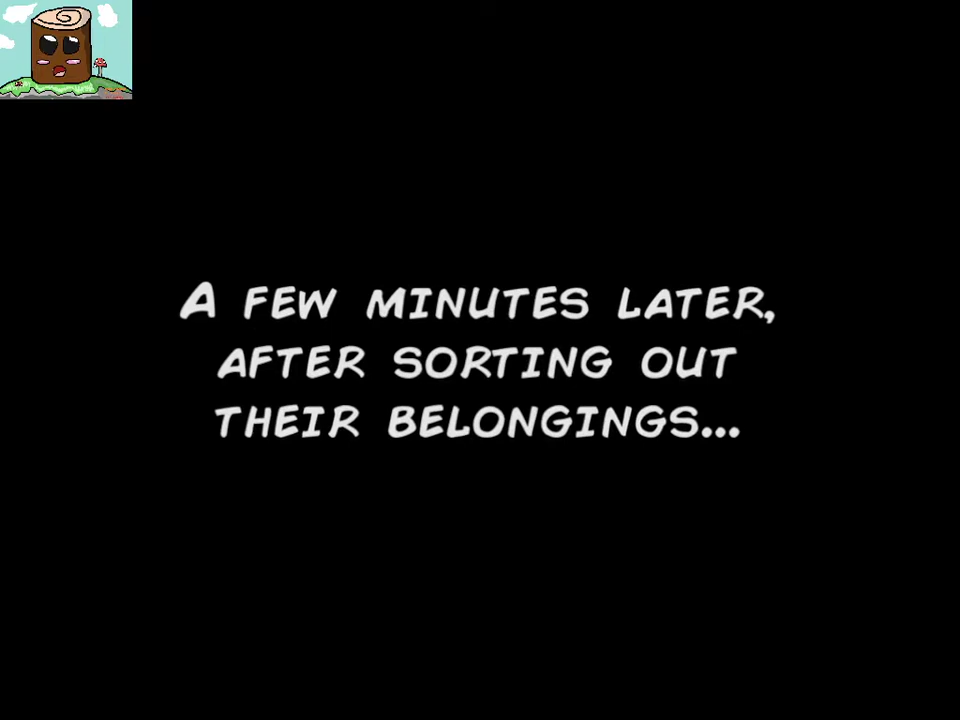 A FEW MINUTES LATER,
AFTER SORTING OUT
THEIR BELONGINGS...